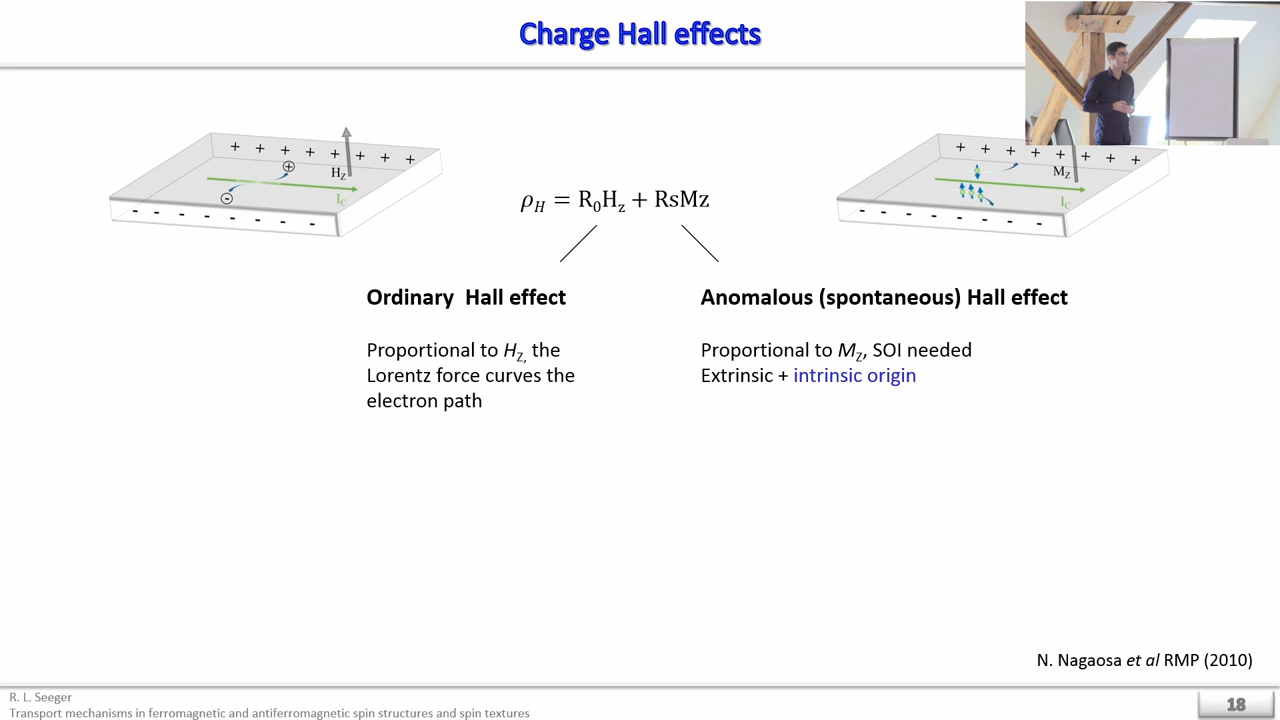 Charge Hall effects
+ + + + + + + +
H_Z
+
-
I_C
- - - - - - - -
ρ_H = R_0H_z + RsMz
+ + + + + + + +
M_Z
I_C
- - - - - - - -
Ordinary Hall effect
Proportional to H_Z, the
Lorentz force curves the
electron path
Anomalous (spontaneous) Hall effect
Proportional to M_Z, SOI needed
Extrinsic + intrinsic origin
N. Nagaosa et al RMP (2010)
R. L. Seeger
Transport mechanisms in ferromagnetic and antiferromagnetic spin structures and spin textures
18